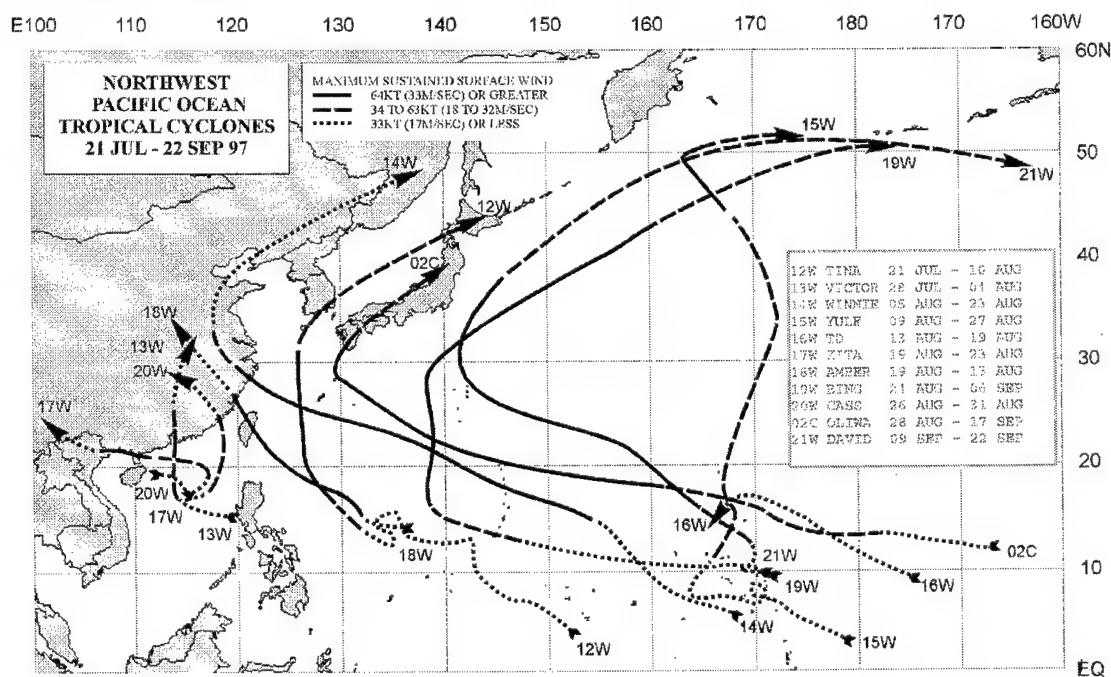 E100 110 120 130 140 150 160 170 180 170 160W
60N
NORTHWEST
PACIFIC OCEAN
TROPICAL CYCLONES
21 JUL - 22 SEP 97
MAXIMUM SUSTAINED SURFACE WIND
64KT (33M/SEC) OR GREATER
34 TO 63KT (18 TO 32M/SEC)
33KT (17M/SEC) OR LESS
15W
14W
19W
21W
50
12W
02C
40
12W TINA 21 JUL - 10 AUG
13W VICTOR 28 JUL - 04 AUG
14W WINNIE 05 AUG - 23 AUG
15W YULE 09 AUG - 27 AUG
16W TD 13 AUG - 19 AUG
17W ZITA 19 AUG - 23 AUG
18W AMBER 19 AUG - 13 AUG
19W BING 21 AUG - 06 SEP
20W CASS 26 AUG - 31 AUG
02C OLIWA 28 AUG - 17 SEP
21W DAVID 09 SEP - 22 SEP
18W
13W
20W
30
17W
20
20W
17W
13W
16W
18W
21W
02C
19W
16W
10
14W
12W
15W
EQ